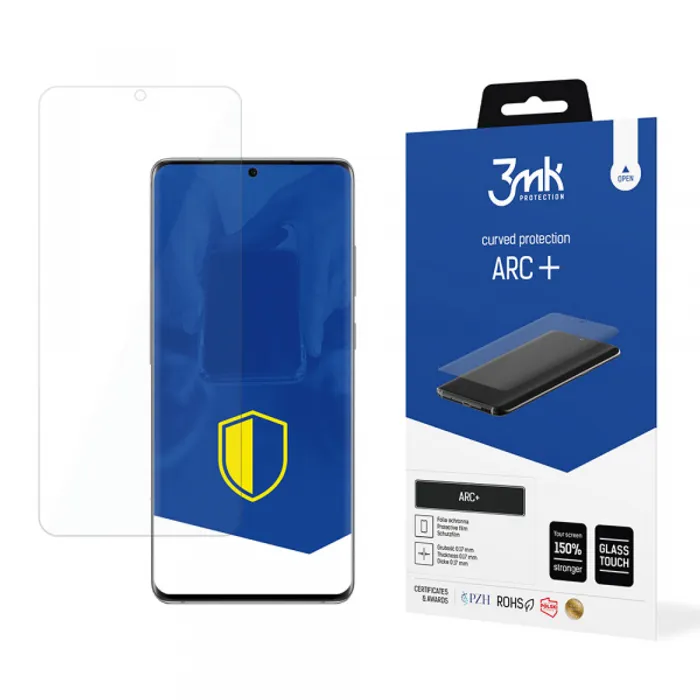 3mk
PROTECTION
OPEN
curved protection
ARC+
ARC+
Folia ochronna
Protective film
Schutzfilm
Grubość 0.17 mm
Thickness 0.17 mm
Dicke 0.17 mm
Your screen
150%
stronger
GLASS
TOUCH
CERTIFICATES
& AWARDS
PZH
ROHS